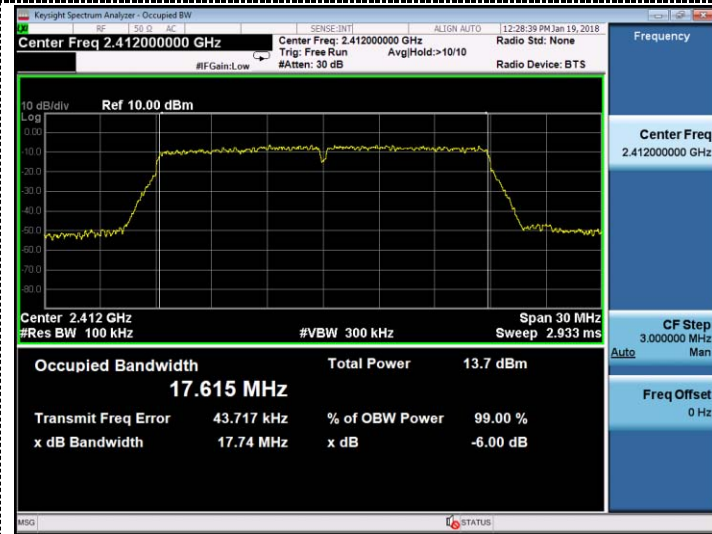 Keysight Spectrum Analyzer - Occupied BW
RF 50 Ω AC SENSE:INT ALIGN AUTO 12:28:39 PM Jan 19, 2018
Center Freq 2.412000000 GHz
Center Freq: 2.412000000 GHz
Radio Std: None
Trig: Free Run Avg|Hold:>10/10
#IFGain:Low
#Atten: 30 dB
Radio Device: BTS
Frequency
10 dB/div Ref 10.00 dBm
Log
0.00
-10.0
-20.0
-30.0
-40.0
-50.0
-60.0
-70.0
-80.0
Center 2.412 GHz Span 30 MHz
#Res BW 100 kHz #VBW 300 kHz Sweep 2.933 ms
Occupied Bandwidth Total Power 13.7 dBm
17.615 MHz
Transmit Freq Error 43.717 kHz % of OBW Power 99.00 %
x dB Bandwidth 17.74 MHz x dB -6.00 dB
Center Freq
2.412000000 GHz
CF Step
3.000000 MHz
Auto Man
Freq Offset
0 Hz
MSG STATUS